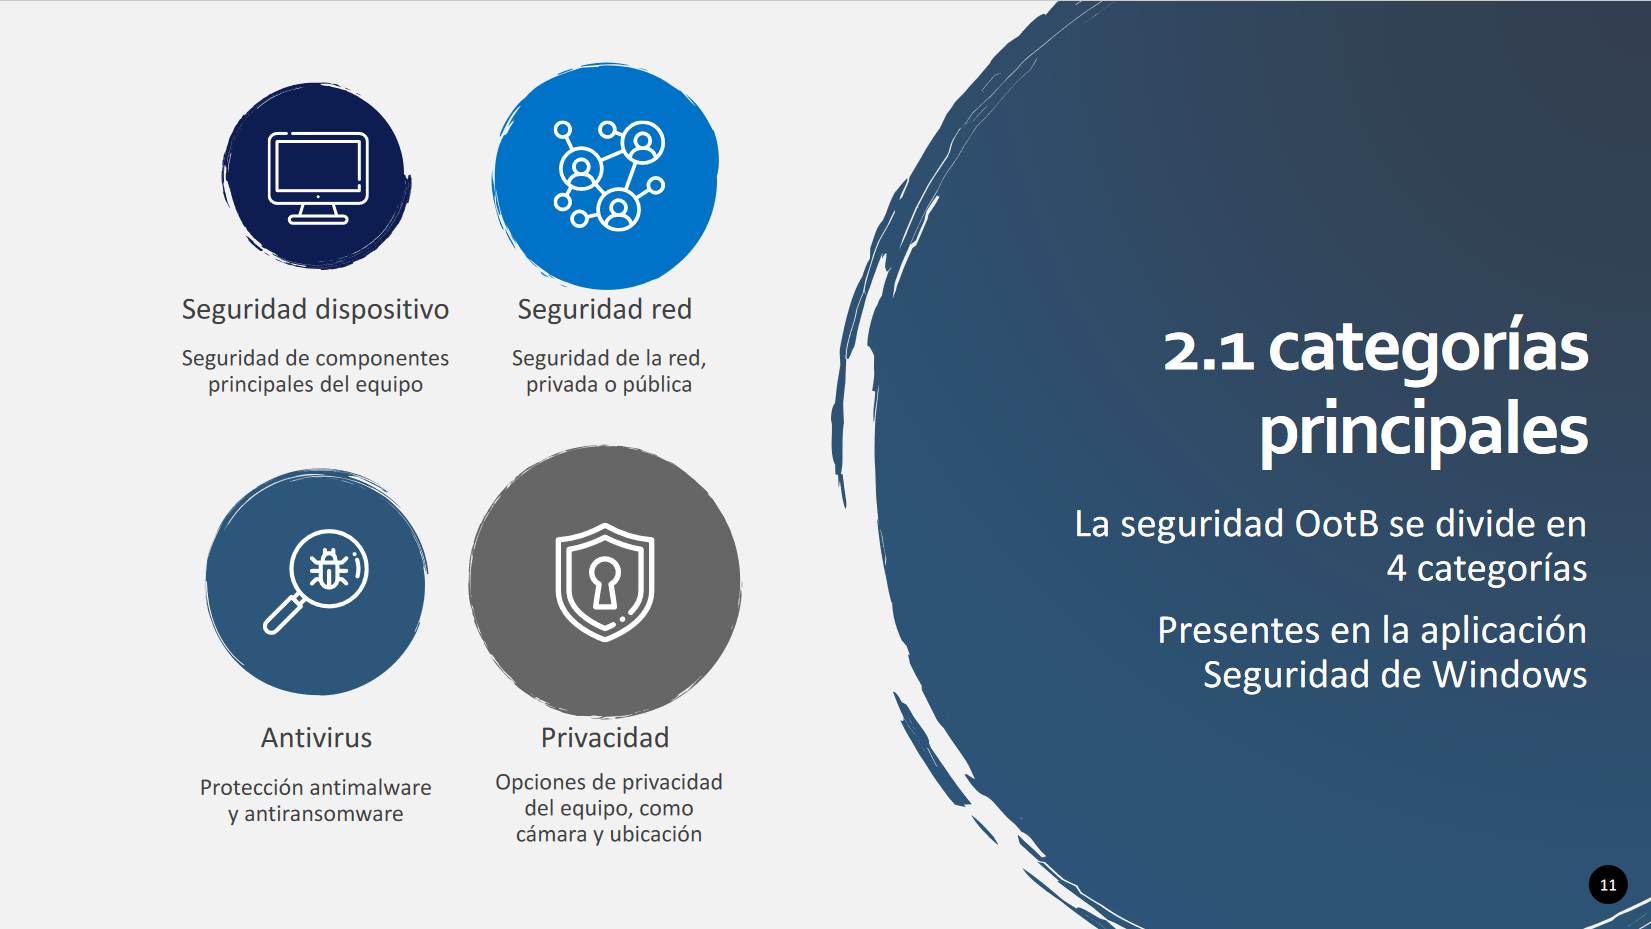 Seguridad dispositivo
Seguridad de componentes
principales del equipo
Seguridad red
Seguridad de la red,
privada o pública
Antivirus
Protección antimalware
y antiransomware
Privacidad
Opciones de privacidad
del equipo, como
cámara y ubicación
2.1 categorías
principales
La seguridad OotB se divide en
4 categorías
Presentes en la aplicación
Seguridad de Windows
11